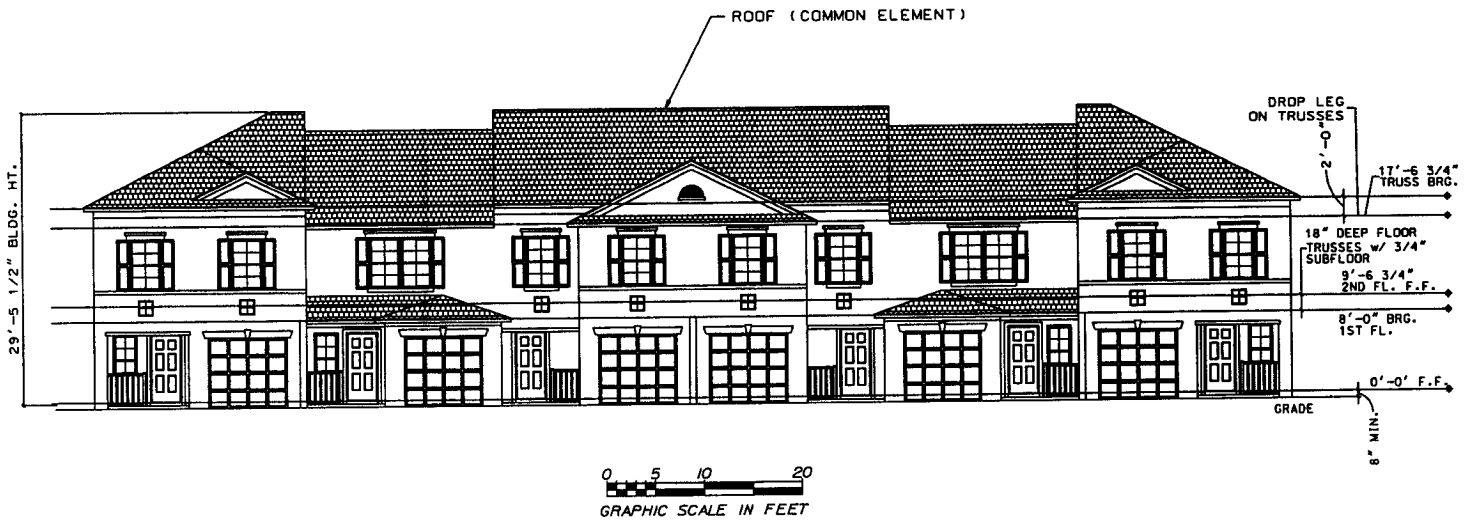 ROOF (COMMON ELEMENT)
DROP LEG
ON TRUSSES
2'-0"
17'-6 3/4"
TRUSS BRG.
18" DEEP FLOOR
TRUSSES w/ 3/4"
SUBFLOOR
9'-6 3/4"
2ND FL. F.F.
8'-0" BRG.
1ST FL.
0'-0' F.F.
GRADE
8" MIN.
29'-5 1/2" BLDG. HT.
0 5 10 20
GRAPHIC SCALE IN FEET